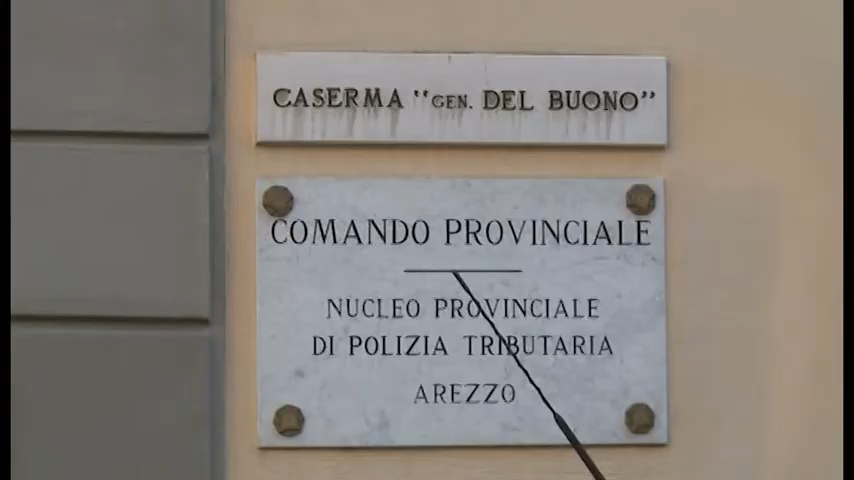 CASERMA "GEN. DEL BUONO"
COMANDO PROVINCIALE
NUCLEO PROVINCIALE
DI POLIZIA TRIBUTARIA
AREZZO